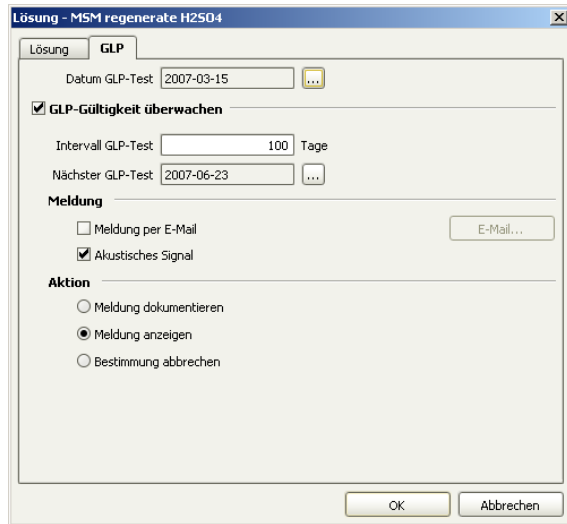 Lösung - MSM regenerate H2SO4
Lösung GLP
Datum GLP-Test 2007-03-15 ...
GLP-Gültigkeit überwachen
Intervall GLP-Test 100 Tage
Nächster GLP-Test 2007-06-23 ...
Meldung
Meldung per E-Mail E-Mail...
Akustisches Signal
Aktion
Meldung dokumentieren
Meldung anzeigen
Bestimmung abbrechen
OK Abbrechen